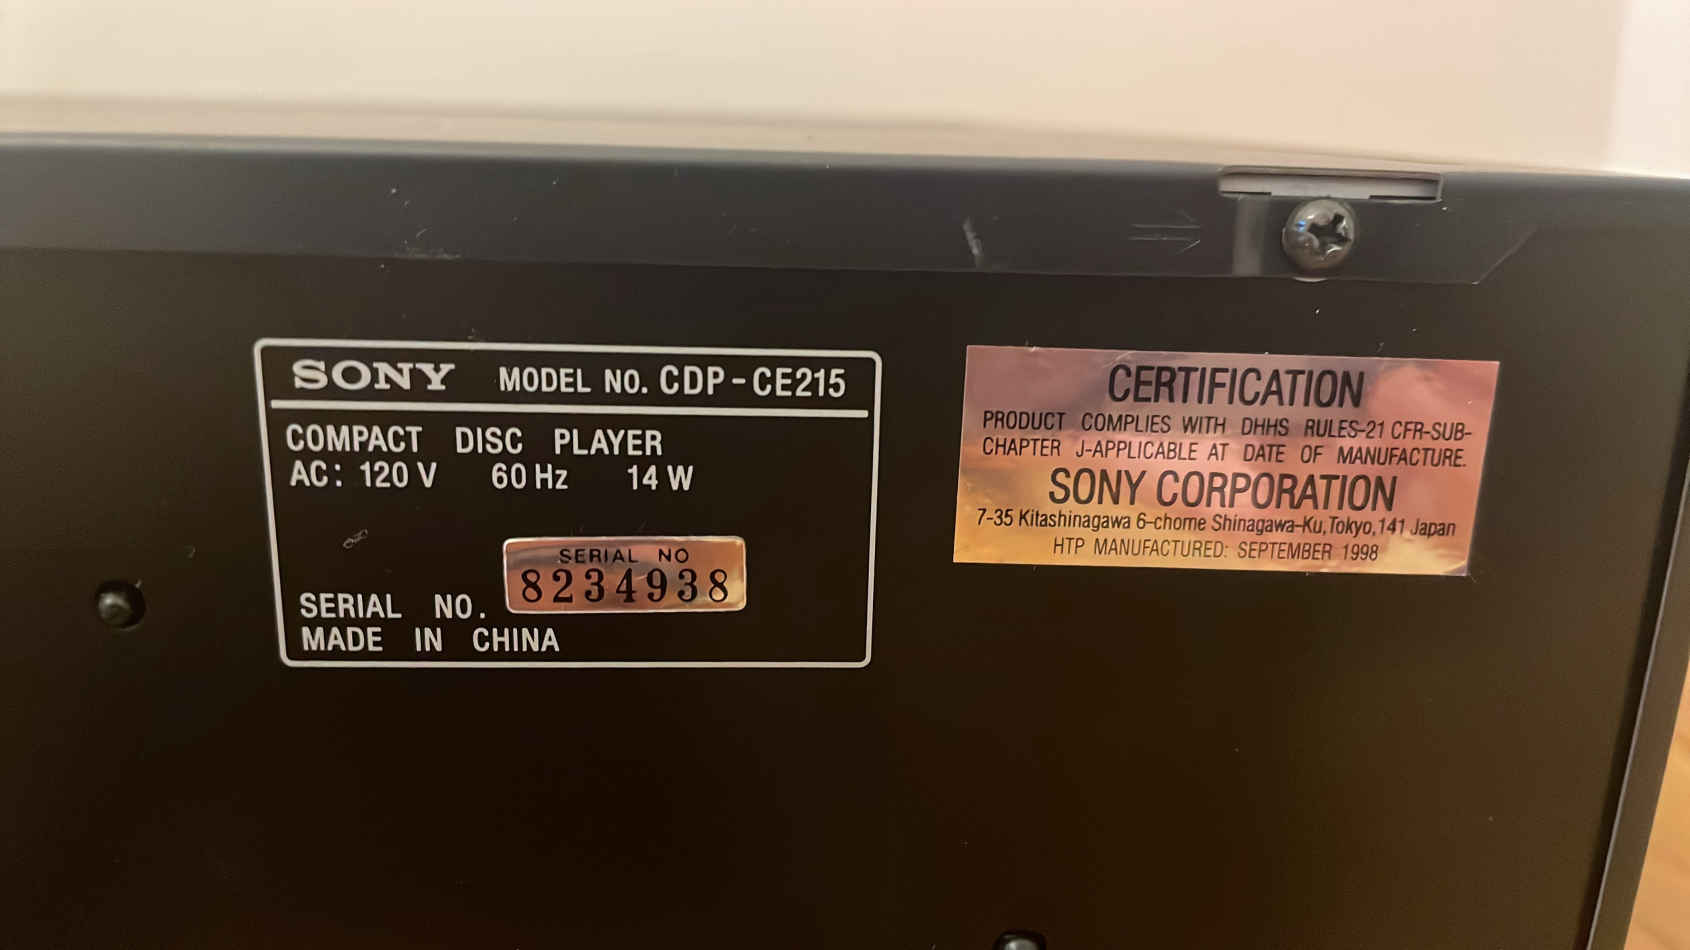 SONY MODEL NO. CDP-CE215
COMPACT DISC PLAYER
AC: 120 V 60 Hz 14 W
SERIAL NO
8234938
SERIAL NO.
MADE IN CHINA
CERTIFICATION
PRODUCT COMPLIES WITH DHHS RULES-21 CFR-SUB-
CHAPTER J-APPLICABLE AT DATE OF MANUFACTURE.
SONY CORPORATION
7-35 Kitashinagawa 6-chome Shinagawa-Ku,Tokyo,141 Japan
HTP MANUFACTURED: SEPTEMBER 1998